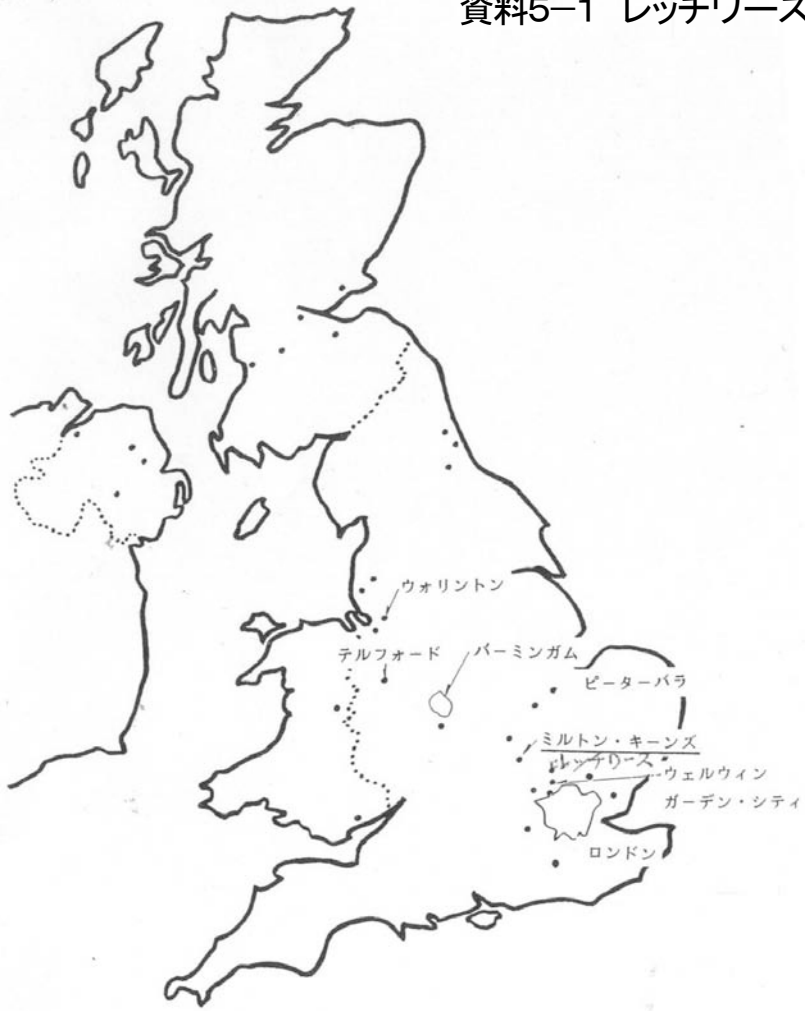 資料5−1 レッチワース
ウォリントン
テルフォード
バーミンガム
ピーターバラ
ミルトン・キーンズ
レッチワース
ウェルウィン
ガーデン・シティ
ロンドン